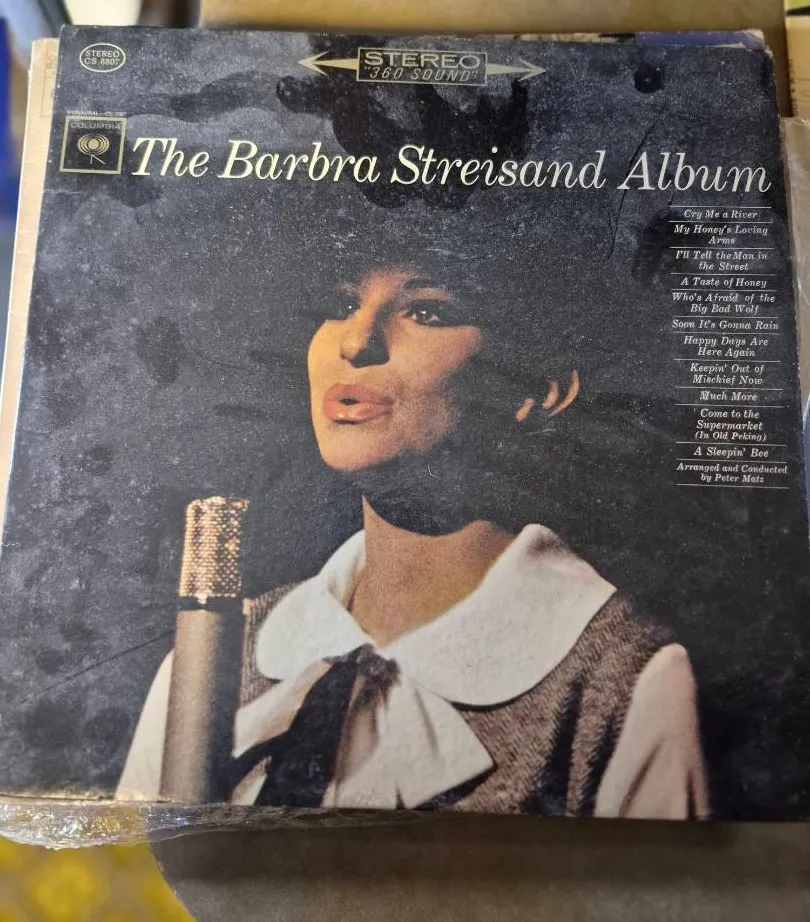 STEREO
CS 8807
STEREO
"360 SOUND"
COLUMBIA
The Barbra Streisand Album
Cry Me a River
My Honey's Loving
Arms
I'll Tell the Man in
the Street
A Taste of Honey
Who's Afraid of the
Big Bad Wolf
Soon It's Gonna Rain
Happy Days Are
Here Again
Keepin' Out of
Mischief Now
Much More
Come to the
Supermarket
(In Old Peking)
A Sleepin' Bee
Arranged and Conducted
by Peter Matz